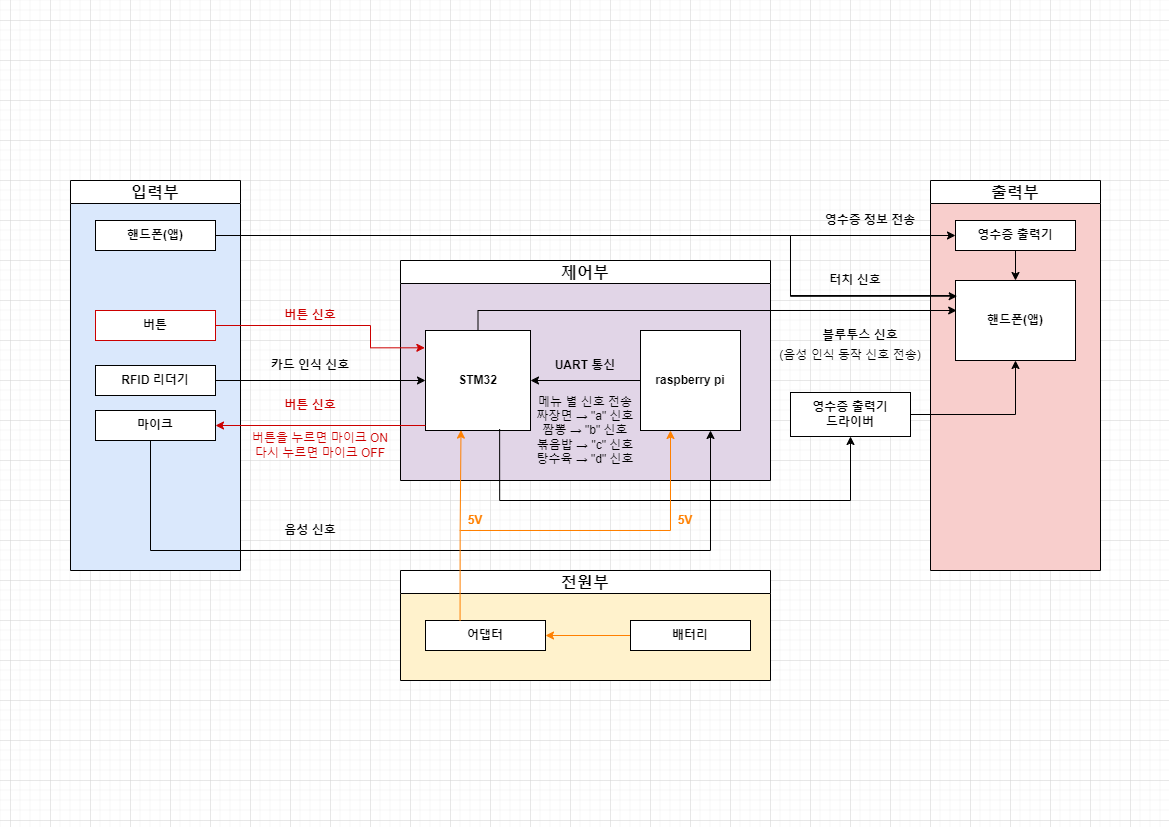 입력부
핸드폰(앱)
버튼
RFID 리더기
마이크
버튼 신호
카드 인식 신호
버튼 신호
버튼을 누르면 마이크 ON
다시 누르면 마이크 OFF
음성 신호
제어부
STM32
UART 통신
raspberry pi
메뉴 별 신호 전송
짜장면 → "a" 신호
짬뽕 → "b" 신호
볶음밥 → "c" 신호
탕수육 → "d" 신호
5V
5V
전원부
어댑터
배터리
영수증 정보 전송
터치 신호
블루투스 신호
(음성 인식 동작 신호 전송)
영수증 출력기
드라이버
출력부
영수증 출력기
핸드폰(앱)